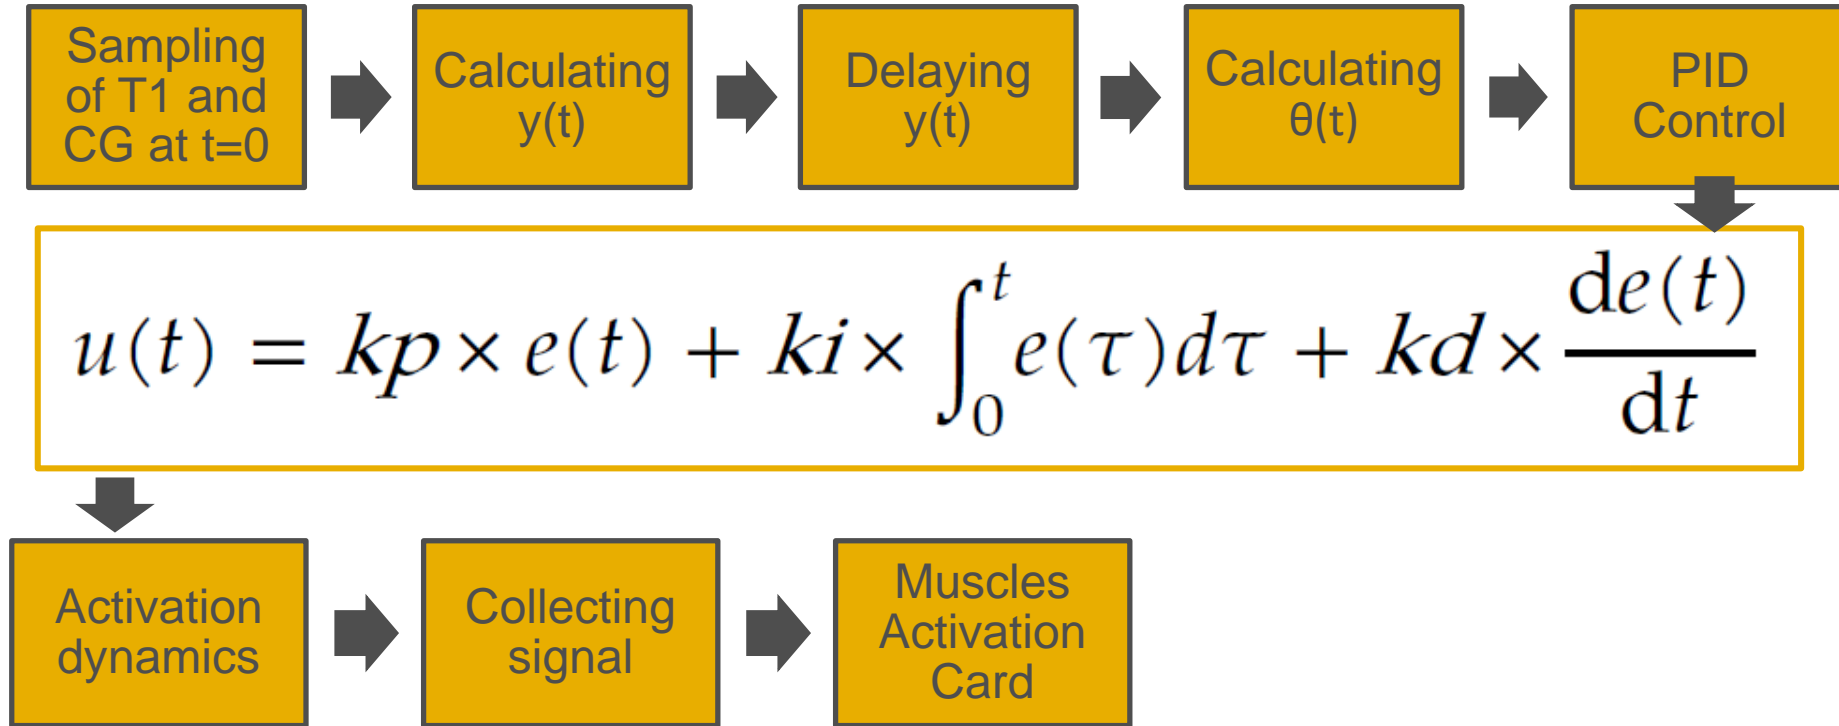 Sampling
of T1 and
CG at t=0
Calculating
y(t)
Delaying
y(t)
Calculating
θ(t)
PID
Control
u(t) = kp × e(t) + ki × ∫₀ᵗ e(τ)dτ + kd × de(t)/dt
Activation
dynamics
Collecting
signal
Muscles
Activation
Card